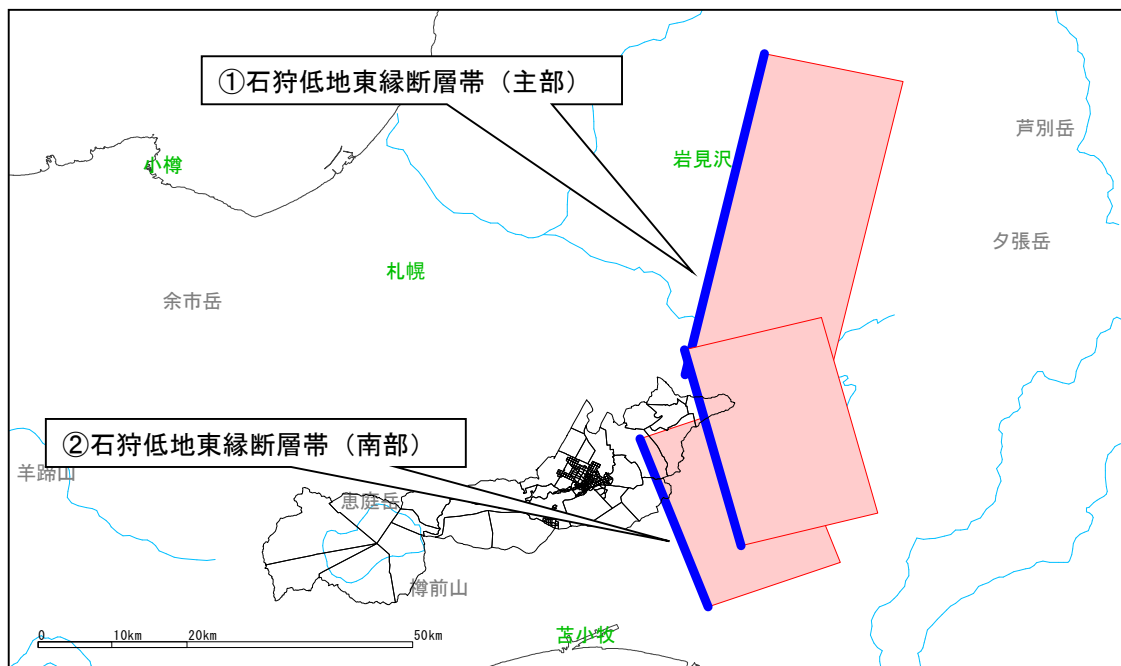 ①石狩低地東縁断層帯（主部）
芦別岳
小樽
岩見沢
夕張岳
札幌
余市岳
②石狩低地東縁断層帯（南部）
羊蹄山
恵庭岳
樽前山
0 10km 20km 50km
苫小牧